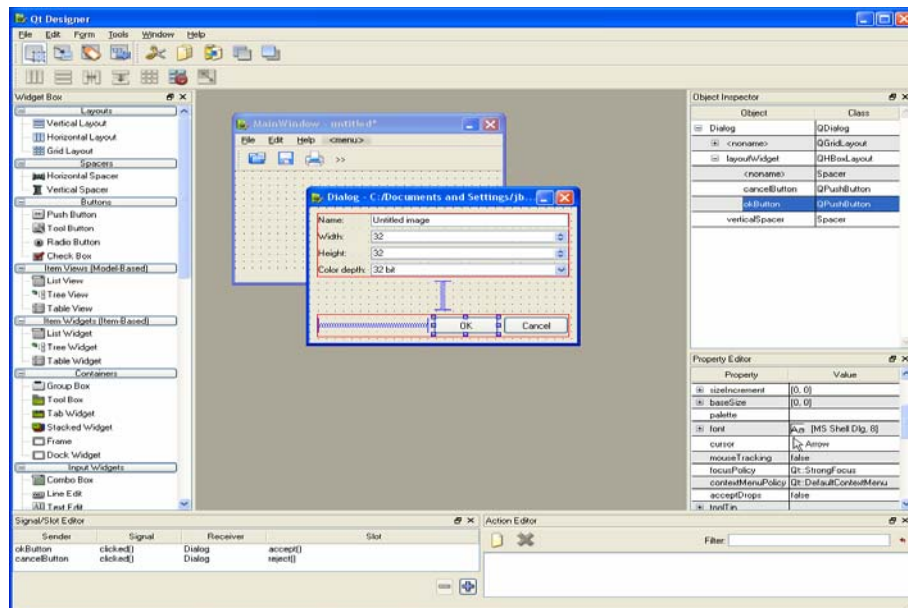 Qt Designer
File Edit Form Tools Window Help
Widget Box
Layouts
Vertical Layout
Horizontal Layout
Grid Layout
Spacers
Horizontal Spacer
Vertical Spacer
Buttons
Push Button
Tool Button
Radio Button
Check Box
Item Views (Model-Based)
List View
Tree View
Table View
Item Widgets (Item-Based)
List Widget
Tree Widget
Table Widget
Containers
Group Box
Tool Box
Tab Widget
Stacked Widget
Frame
Dock Widget
Input Widgets
Combo Box
Line Edit
Text Edit
MainWindow - untitled*
File Edit Help <menu>
>>
Dialog - C:/Documents and Settings/jb...
Name: Untitled image
Width: 32
Height: 32
Color depth: 32 bit
OK Cancel
Object Inspector
Object Class
Dialog QDialog
<noname> QGridLayout
layoutWidget QHBoxLayout
<noname> Spacer
cancelButton QPushButton
okButton QPushButton
verticalSpacer Spacer
Property Editor
Property Value
sizeIncrement [0, 0]
baseSize [0, 0]
palette
font [MS Shell Dlg, 8]
cursor Arrow
mouseTracking false
focusPolicy Qt::StrongFocus
contextMenuPolicy Qt::DefaultContextMenu
acceptDrops false
toolTip
Signal/Slot Editor
Sender Signal Receiver Slot
okButton clicked() Dialog accept()
cancelButton clicked() Dialog reject()
Action Editor
Filter: